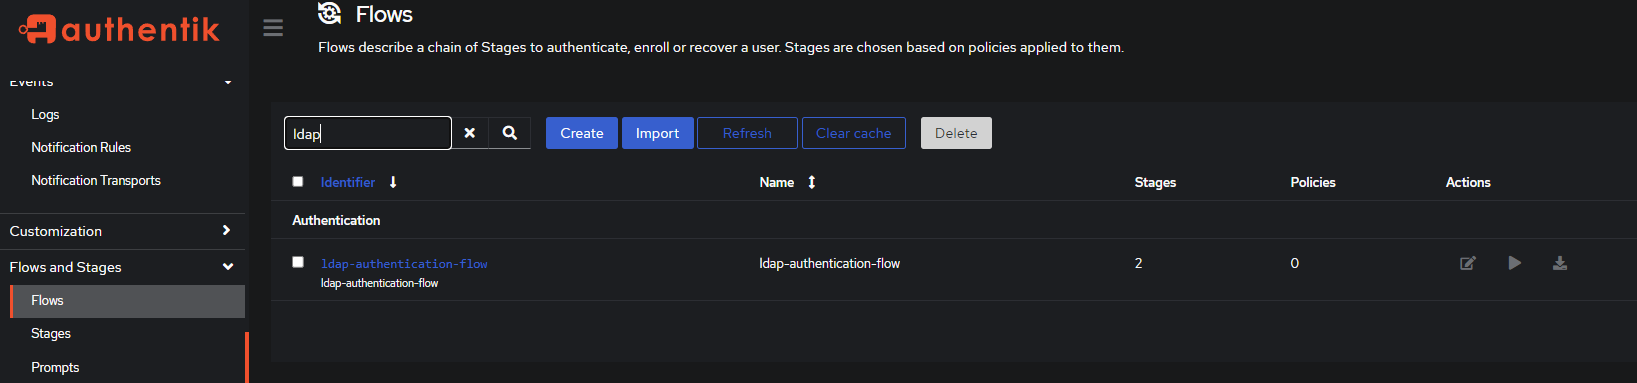 authentik
Events
Logs
Notification Rules
Notification Transports
Customization
Flows and Stages
Flows
Stages
Prompts
Flows
Flows describe a chain of Stages to authenticate, enroll or recover a user. Stages are chosen based on policies applied to them.
ldap
Create Import Refresh Clear cache Delete
Identifier Name Stages Policies Actions
Authentication
ldap-authentication-flow ldap-authentication-flow 2 0
ldap-authentication-flow